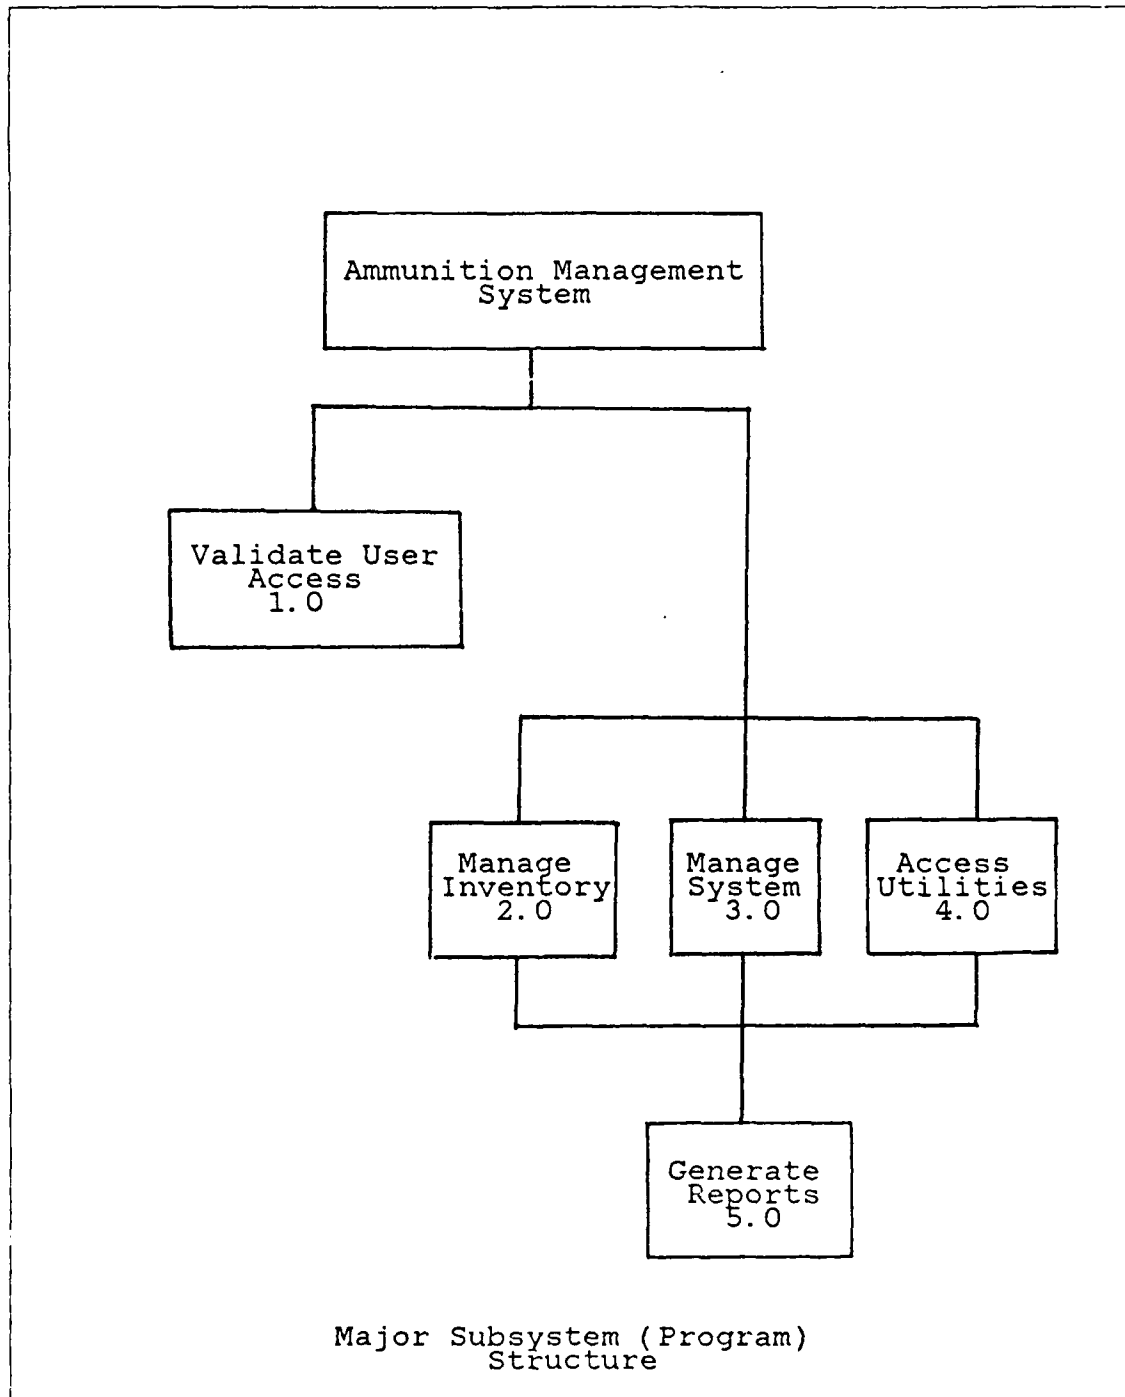 Ammunition Management
System
Validate User
Access
1.0
Manage
Inventory
2.0
Manage
System
3.0
Access
Utilities
4.0
Generate
Reports
5.0
Major Subsystem (Program)
Structure